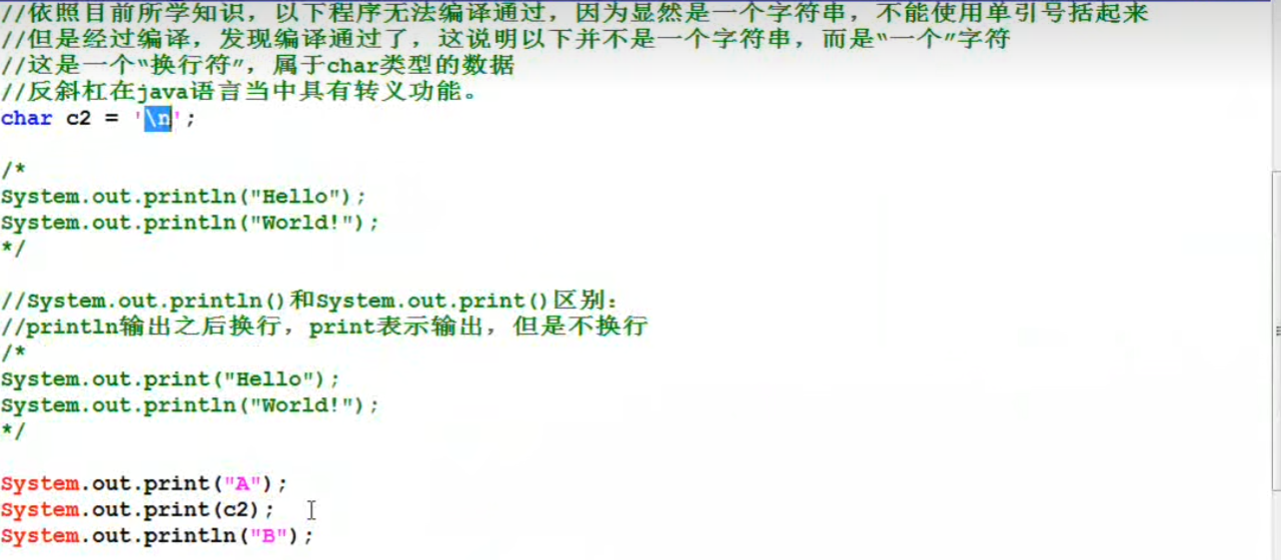 //依照目前所学知识，以下程序无法编译通过，因为显然是一个字符串，不能使用单引号括起来
//但是经过编译，发现编译通过了，这说明以下并不是一个字符串，而是“一个”字符
//这是一个“换行符”，属于char类型的数据
//反斜杠在java语言当中具有转义功能。
char c2 = '\n';
/*
System.out.println("Hello");
System.out.println("World!");
*/
//System.out.println()和System.out.print()区别：
//println输出之后换行，print表示输出，但是不换行
/*
System.out.print("Hello");
System.out.println("World!");
*/
System.out.print("A");
System.out.print(c2);
System.out.println("B");